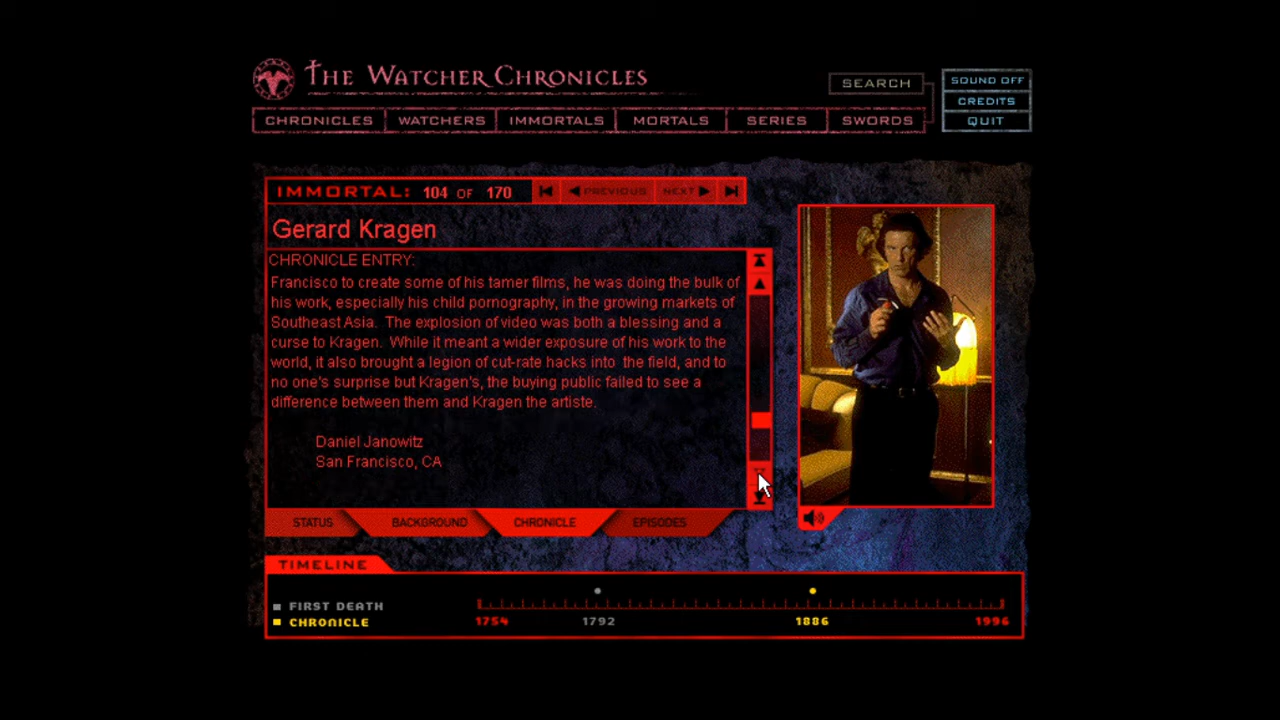 THE WATCHER CHRONICLES
SEARCH
SOUND OFF
CREDITS
QUIT
CHRONICLES
WATCHERS
IMMORTALS
MORTALS
SERIES
SWORDS
IMMORTAL: 104 OF 170
PREVIOUS
NEXT
Gerard Kragen
CHRONICLE ENTRY:
Francisco to create some of his tamer films, he was doing the bulk of
his work, especially his child pornography, in the growing markets of
Southeast Asia. The explosion of video was both a blessing and a
curse to Kragen. While it meant a wider exposure of his work to the
world, it also brought a legion of cut-rate hacks into the field, and to
no one's surprise but Kragen's, the buying public failed to see a
difference between them and Kragen the artiste.
Daniel Janowitz
San Francisco, CA
STATUS
BACKGROUND
CHRONICLE
EPISODES
TIMELINE
FIRST DEATH
CHRONICLE
1754
1792
1886
1996